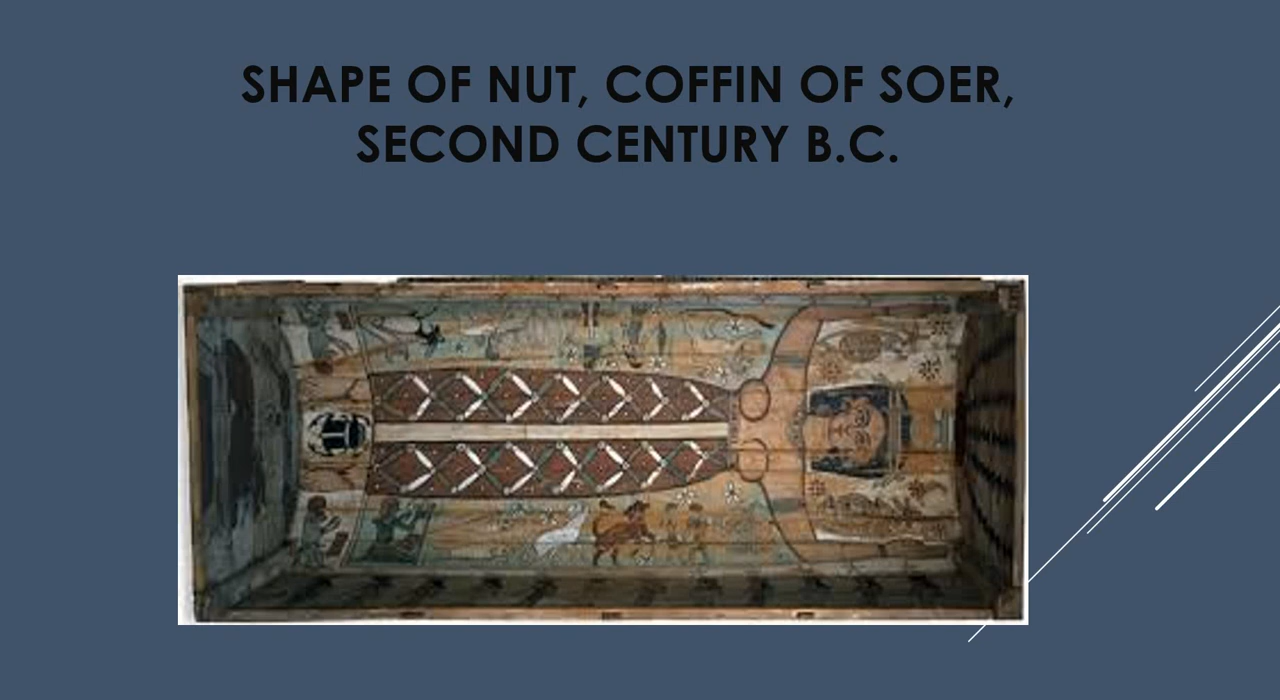 SHAPE OF NUT, COFFIN OF SOER,
SECOND CENTURY B.C.